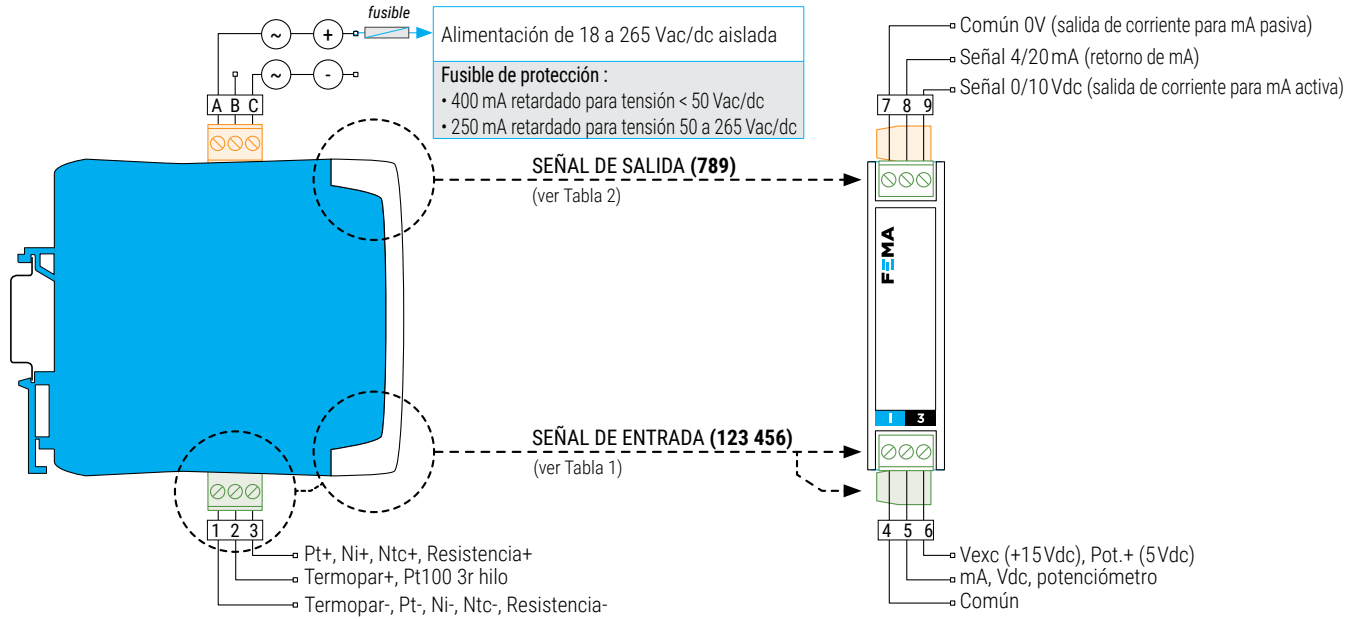 fusible
~ +
Alimentación de 18 a 265 Vac/dc aislada
~ -
Fusible de protección :
• 400 mA retardado para tensión < 50 Vac/dc
• 250 mA retardado para tensión 50 a 265 Vac/dc
A B C
Común 0V (salida de corriente para mA pasiva)
Señal 4/20 mA (retorno de mA)
Señal 0/10 Vdc (salida de corriente para mA activa)
7 8 9
SEÑAL DE SALIDA (789)
(ver Tabla 2)
FEMA
I 3
SEÑAL DE ENTRADA (123 456)
(ver Tabla 1)
1 2 3
Pt+, Ni+, Ntc+, Resistencia+
Termopar+, Pt100 3r hilo
Termopar-, Pt-, Ni-, Ntc-, Resistencia-
4 5 6
Vexc (+15 Vdc), Pot.+ (5 Vdc)
mA, Vdc, potenciómetro
Común